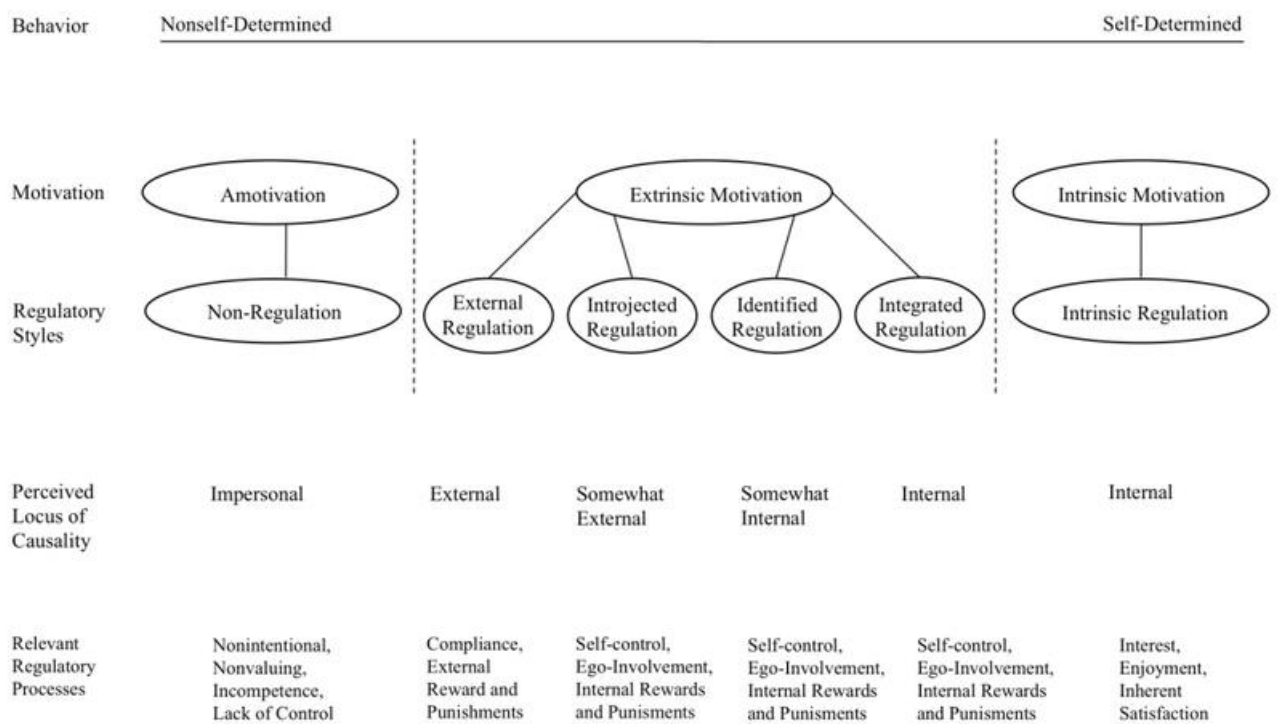 Behavior Nonself-Determined Self-Determined
Motivation Amotivation Extrinsic Motivation Intrinsic Motivation
Regulatory
Styles
Non-Regulation
External
Regulation
Introjected
Regulation
Identified
Regulation
Integrated
Regulation
Intrinsic Regulation
Perceived
Locus of
Causality
Impersonal
External
Somewhat
External
Somewhat
Internal
Internal
Internal
Relevant
Regulatory
Processes
Nonintentional,
Nonvaluing,
Incompetence,
Lack of Control
Compliance,
External
Reward and
Punishments
Self-control,
Ego-Involvement,
Internal Rewards
and Punisments
Self-control,
Ego-Involvement,
Internal Rewards
and Punisments
Self-control,
Ego-Involvement,
Internal Rewards
and Punisments
Interest,
Enjoyment,
Inherent
Satisfaction